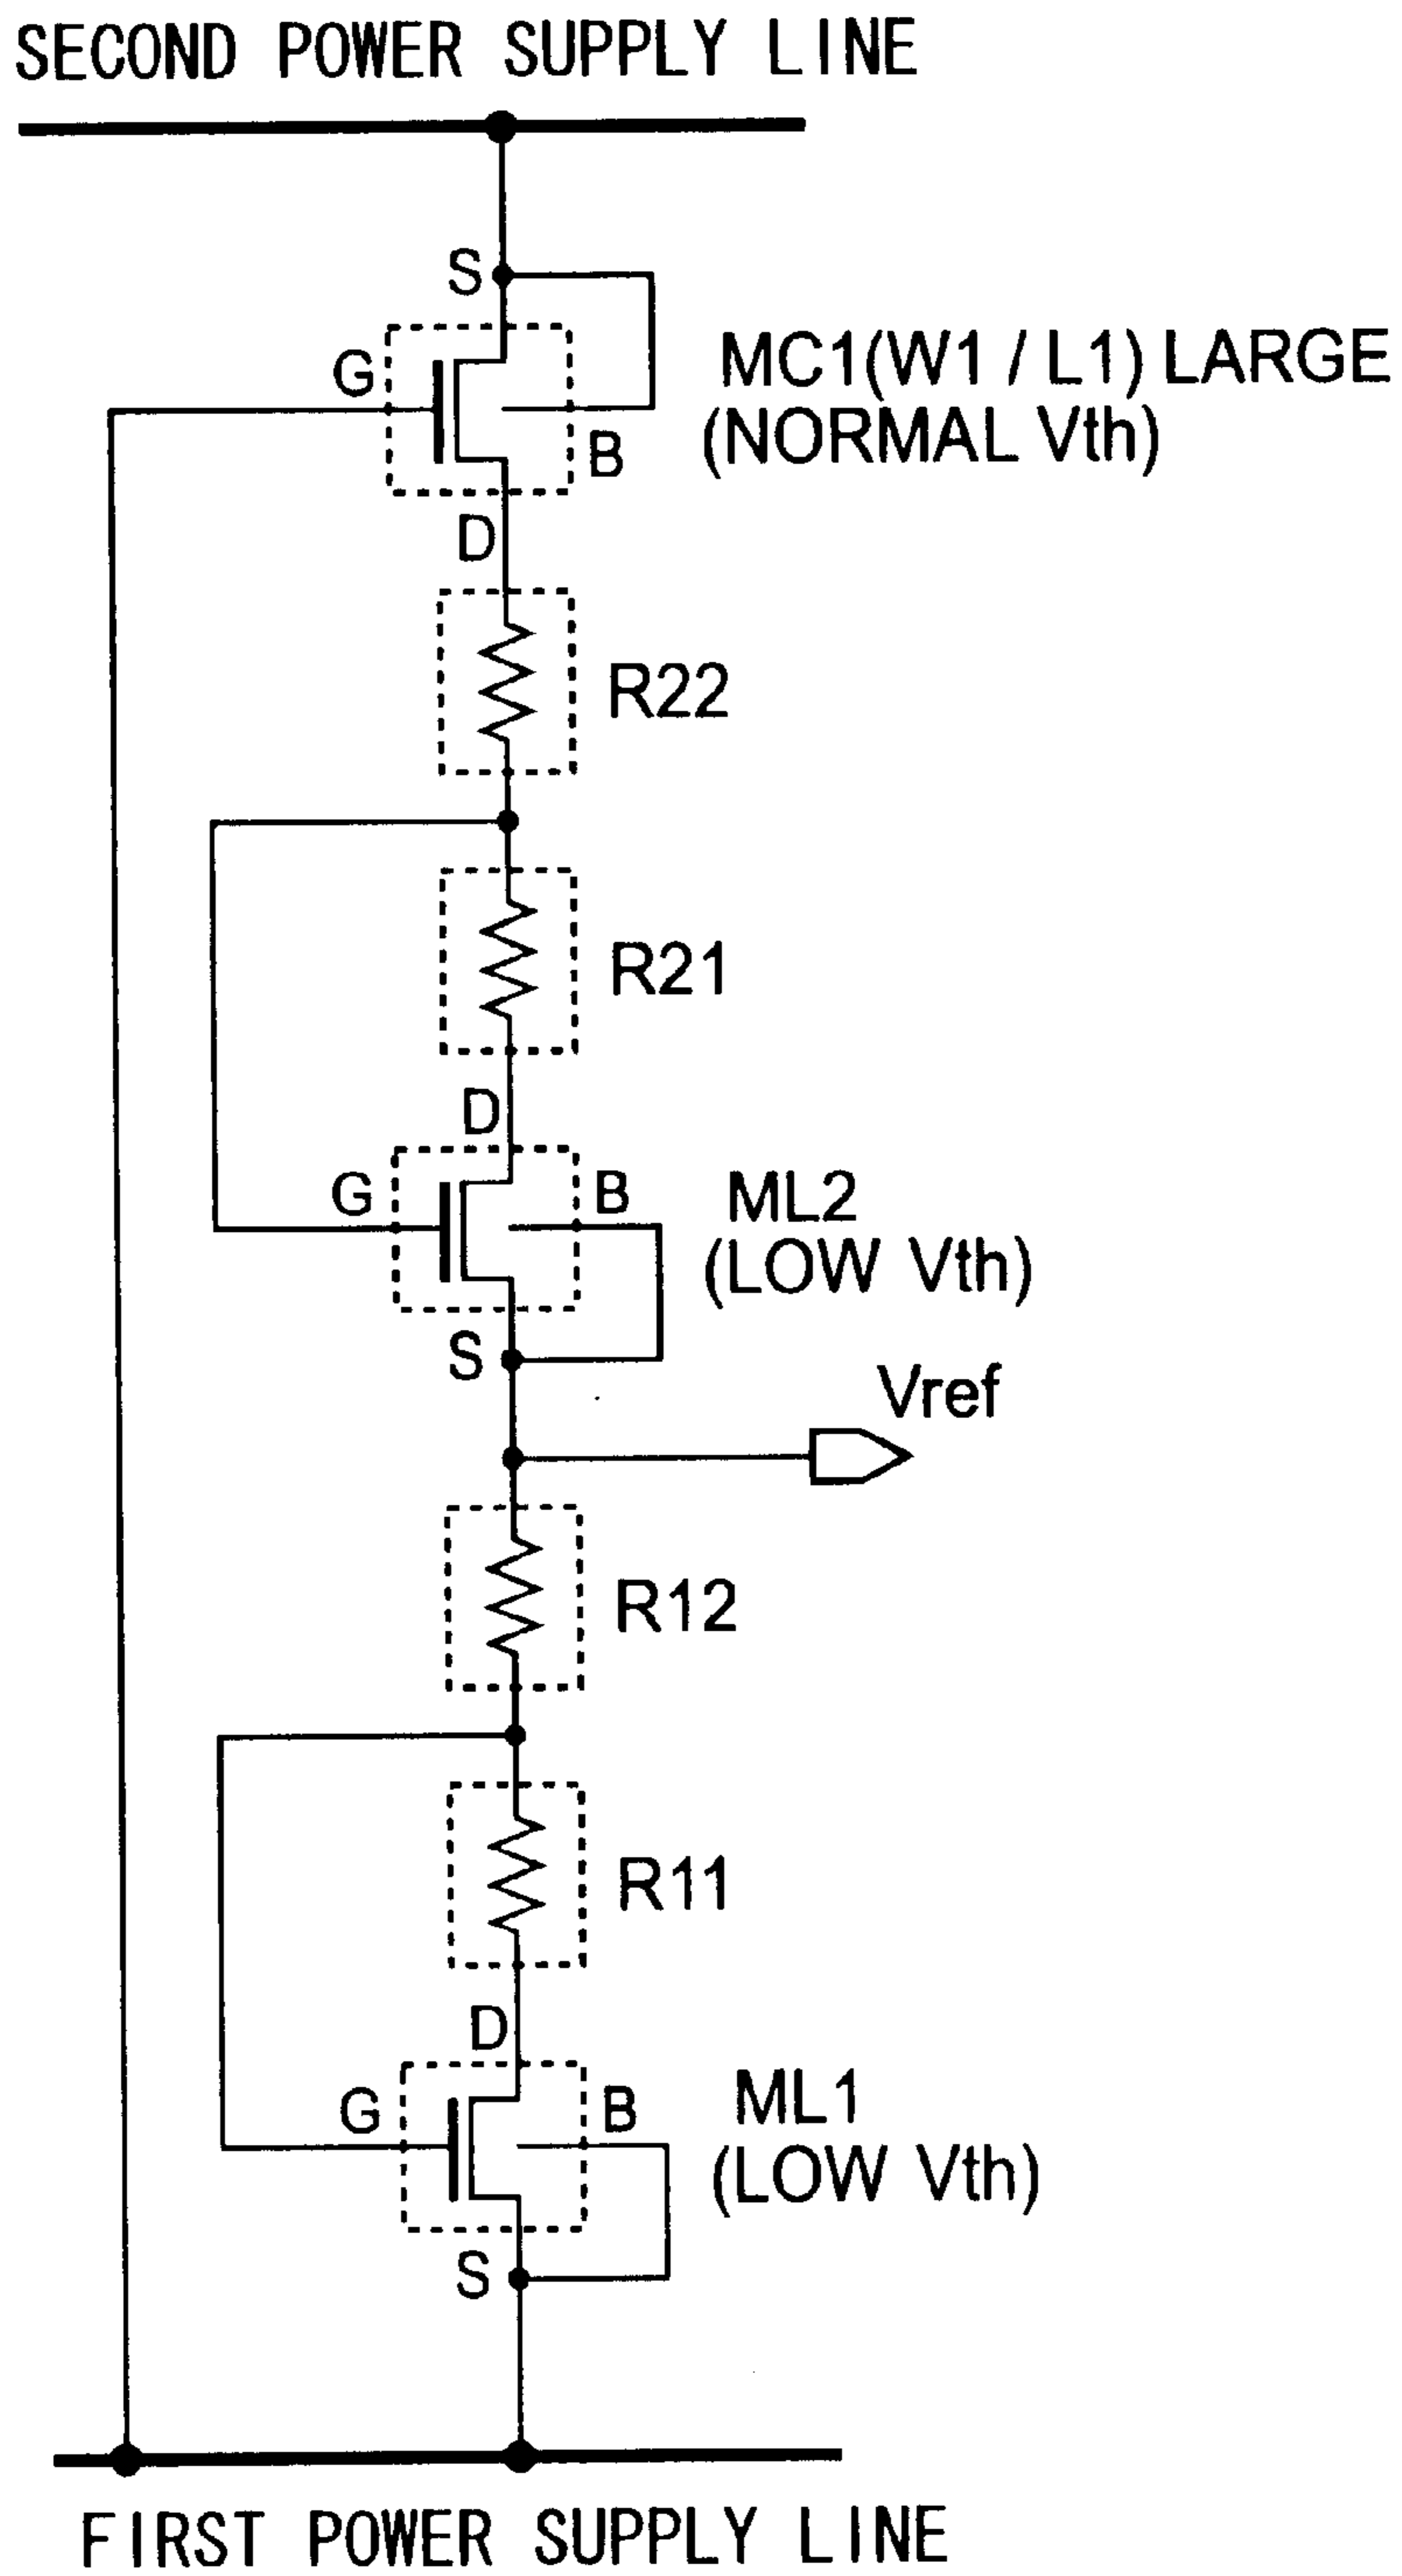 SECOND POWER SUPPLY LINE
S
G
MC1(W1 / L1) LARGE
(NORMAL Vth)
B
D
R22
R21
D
G
B
ML2
(LOW Vth)
S
Vref
R12
R11
D
G
B
ML1
(LOW Vth)
S
FIRST POWER SUPPLY LINE